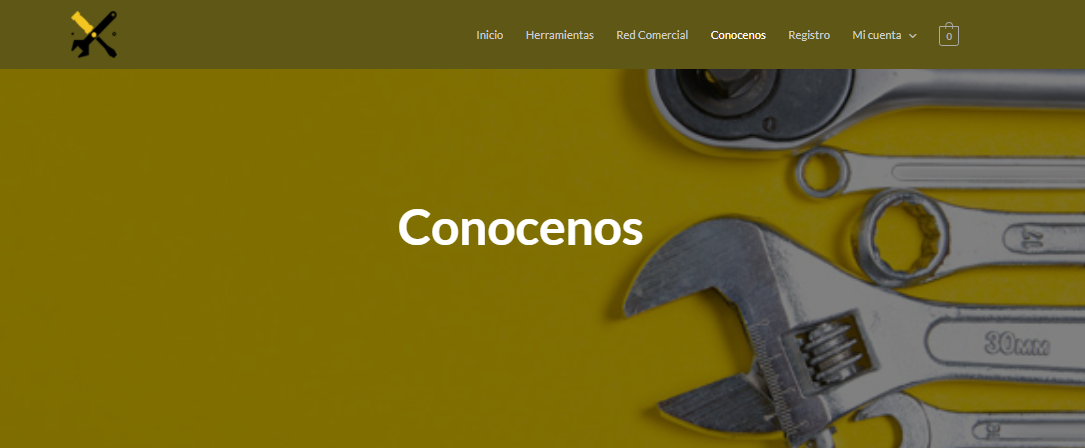 Inicio
Herramientas
Red Comercial
Conocenos
Registro
Mi cuenta
0
Conocenos
30MM